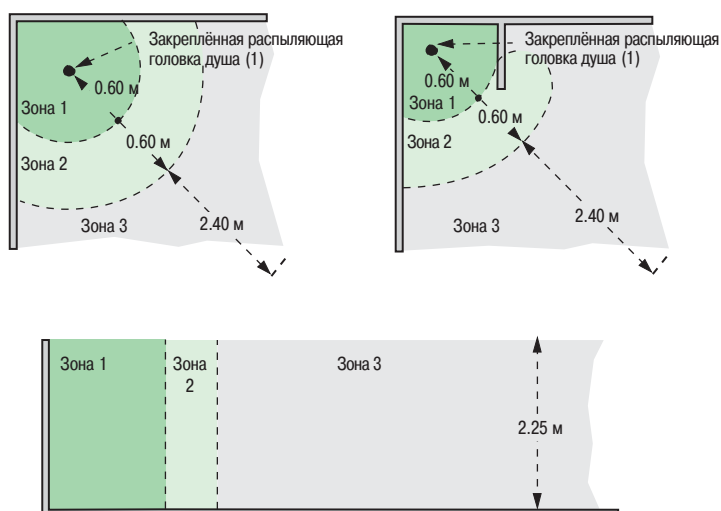 Закреплённая распыляющая
головка душа (1)
0.60 м
Зона 1
0.60 м
Зона 2
Зона 3
2.40 м
Закреплённая распыляющая
головка душа (1)
0.60 м
Зона 1
0.60 м
Зона 2
Зона 3
2.40 м
Зона 1
Зона
2
Зона 3
2.25 м